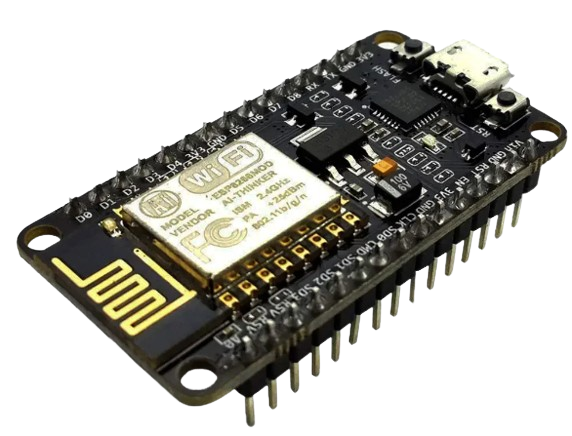 D0 D1 D2 D3 D4 3V3 GND D5 D6 D7 D8 RX TX GND 3V3
FLASH
RST
WiFi
MODEL ESP8266MOD
VENDOR AI-THINKER
ISM 2.4GHz
PA +25dBm
802.11b/g/n
FC
A0 RSV RSV SD3 SD2 SD1 CMD SD0 CLK GND 3V3 EN RST GND Vin